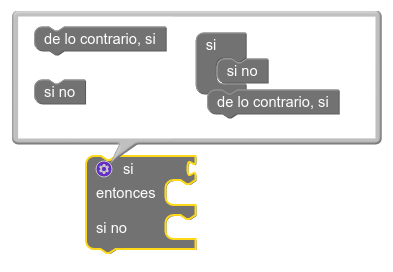 de lo contrario, si
si no
si
si no
de lo contrario, si
si
entonces
si no